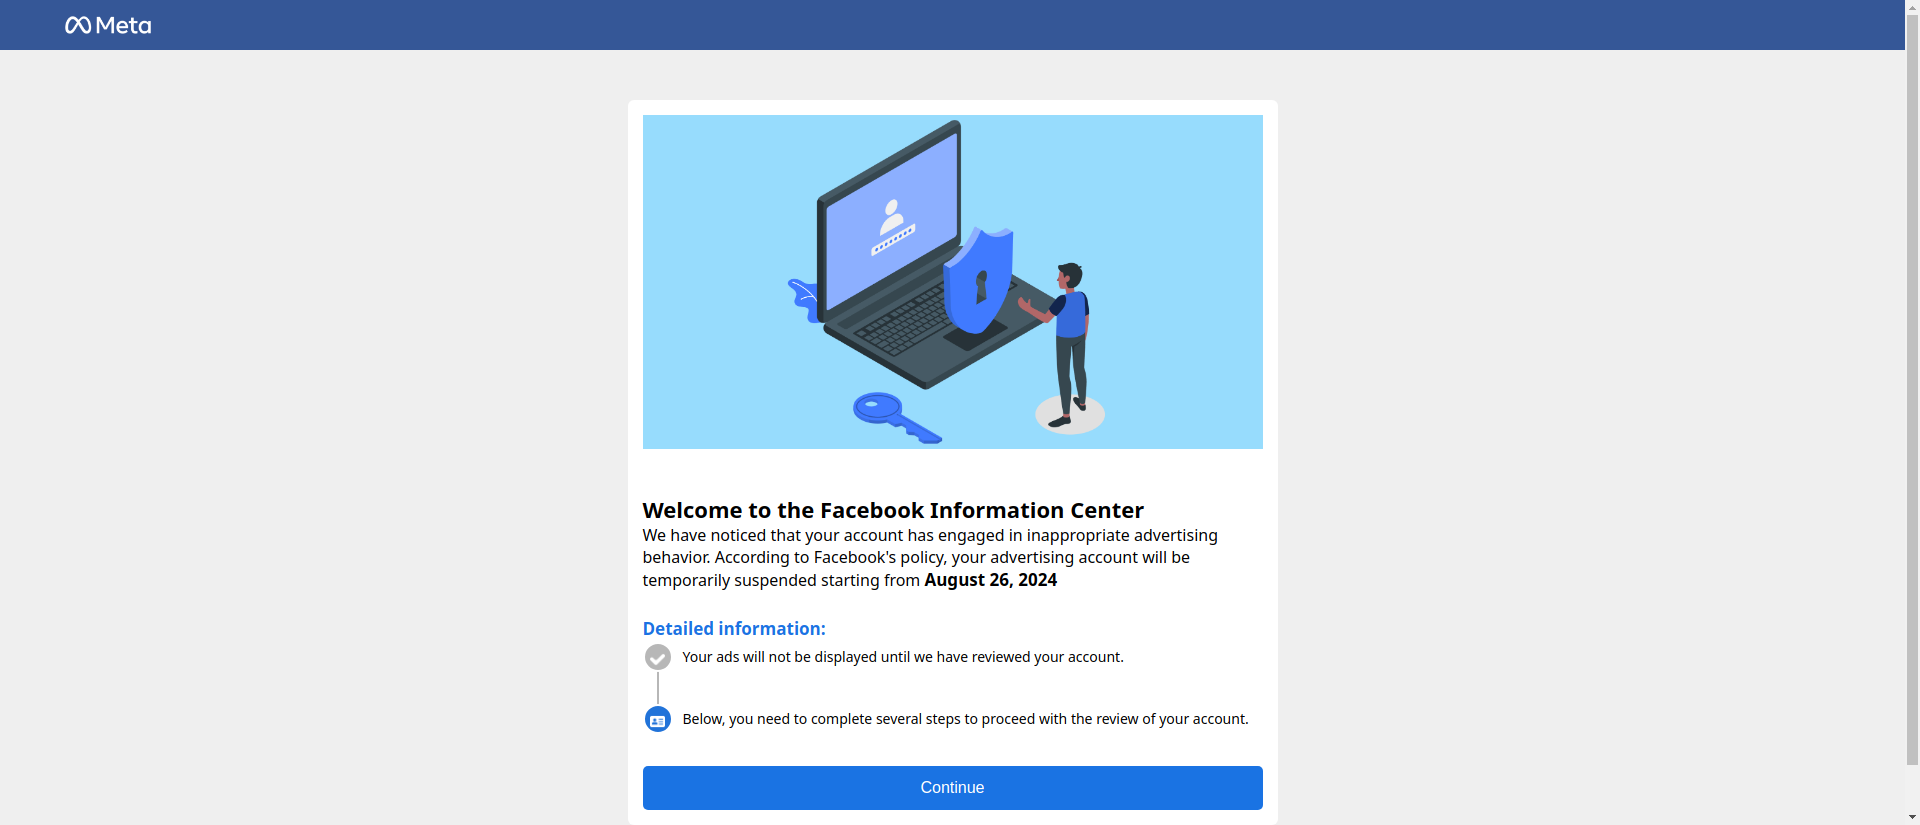 Meta
Welcome to the Facebook Information Center
We have noticed that your account has engaged in inappropriate advertising
behavior. According to Facebook's policy, your advertising account will be
temporarily suspended starting from August 26, 2024
Detailed information:
Your ads will not be displayed until we have reviewed your account.
Below, you need to complete several steps to proceed with the review of your account.
Continue